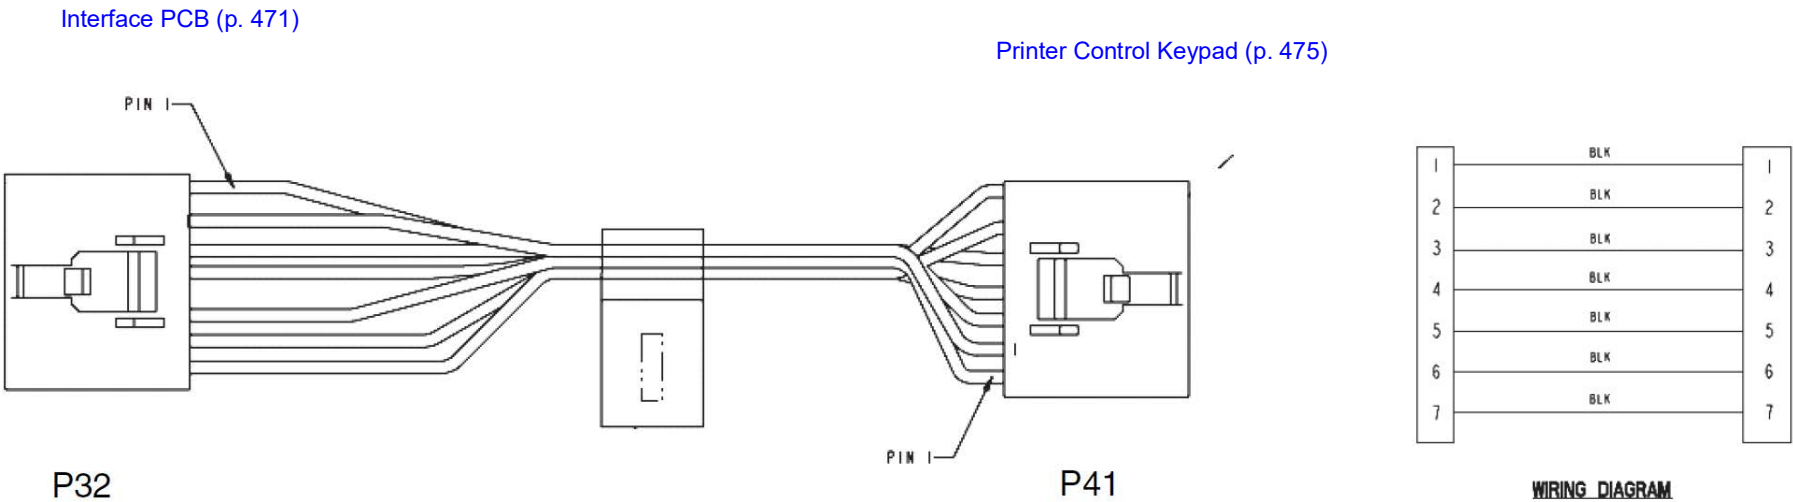 Interface PCB (p. 471)
Printer Control Keypad (p. 475)
PIN 1
PIN 1
P32
P41
1 BLK 1
2 BLK 2
3 BLK 3
4 BLK 4
5 BLK 5
6 BLK 6
7 BLK 7
WIRING DIAGRAM